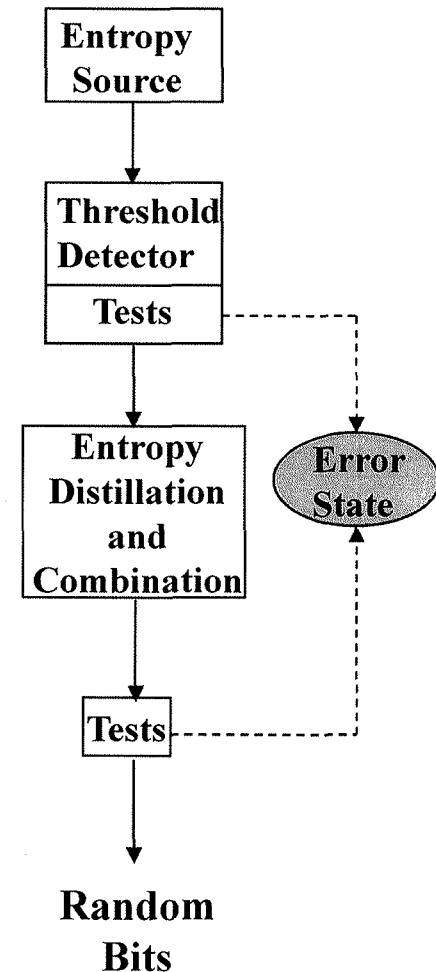 Entropy
Source
Threshold
Detector
Tests
Entropy
Distillation
and
Combination
Error
State
Tests
Random
Bits